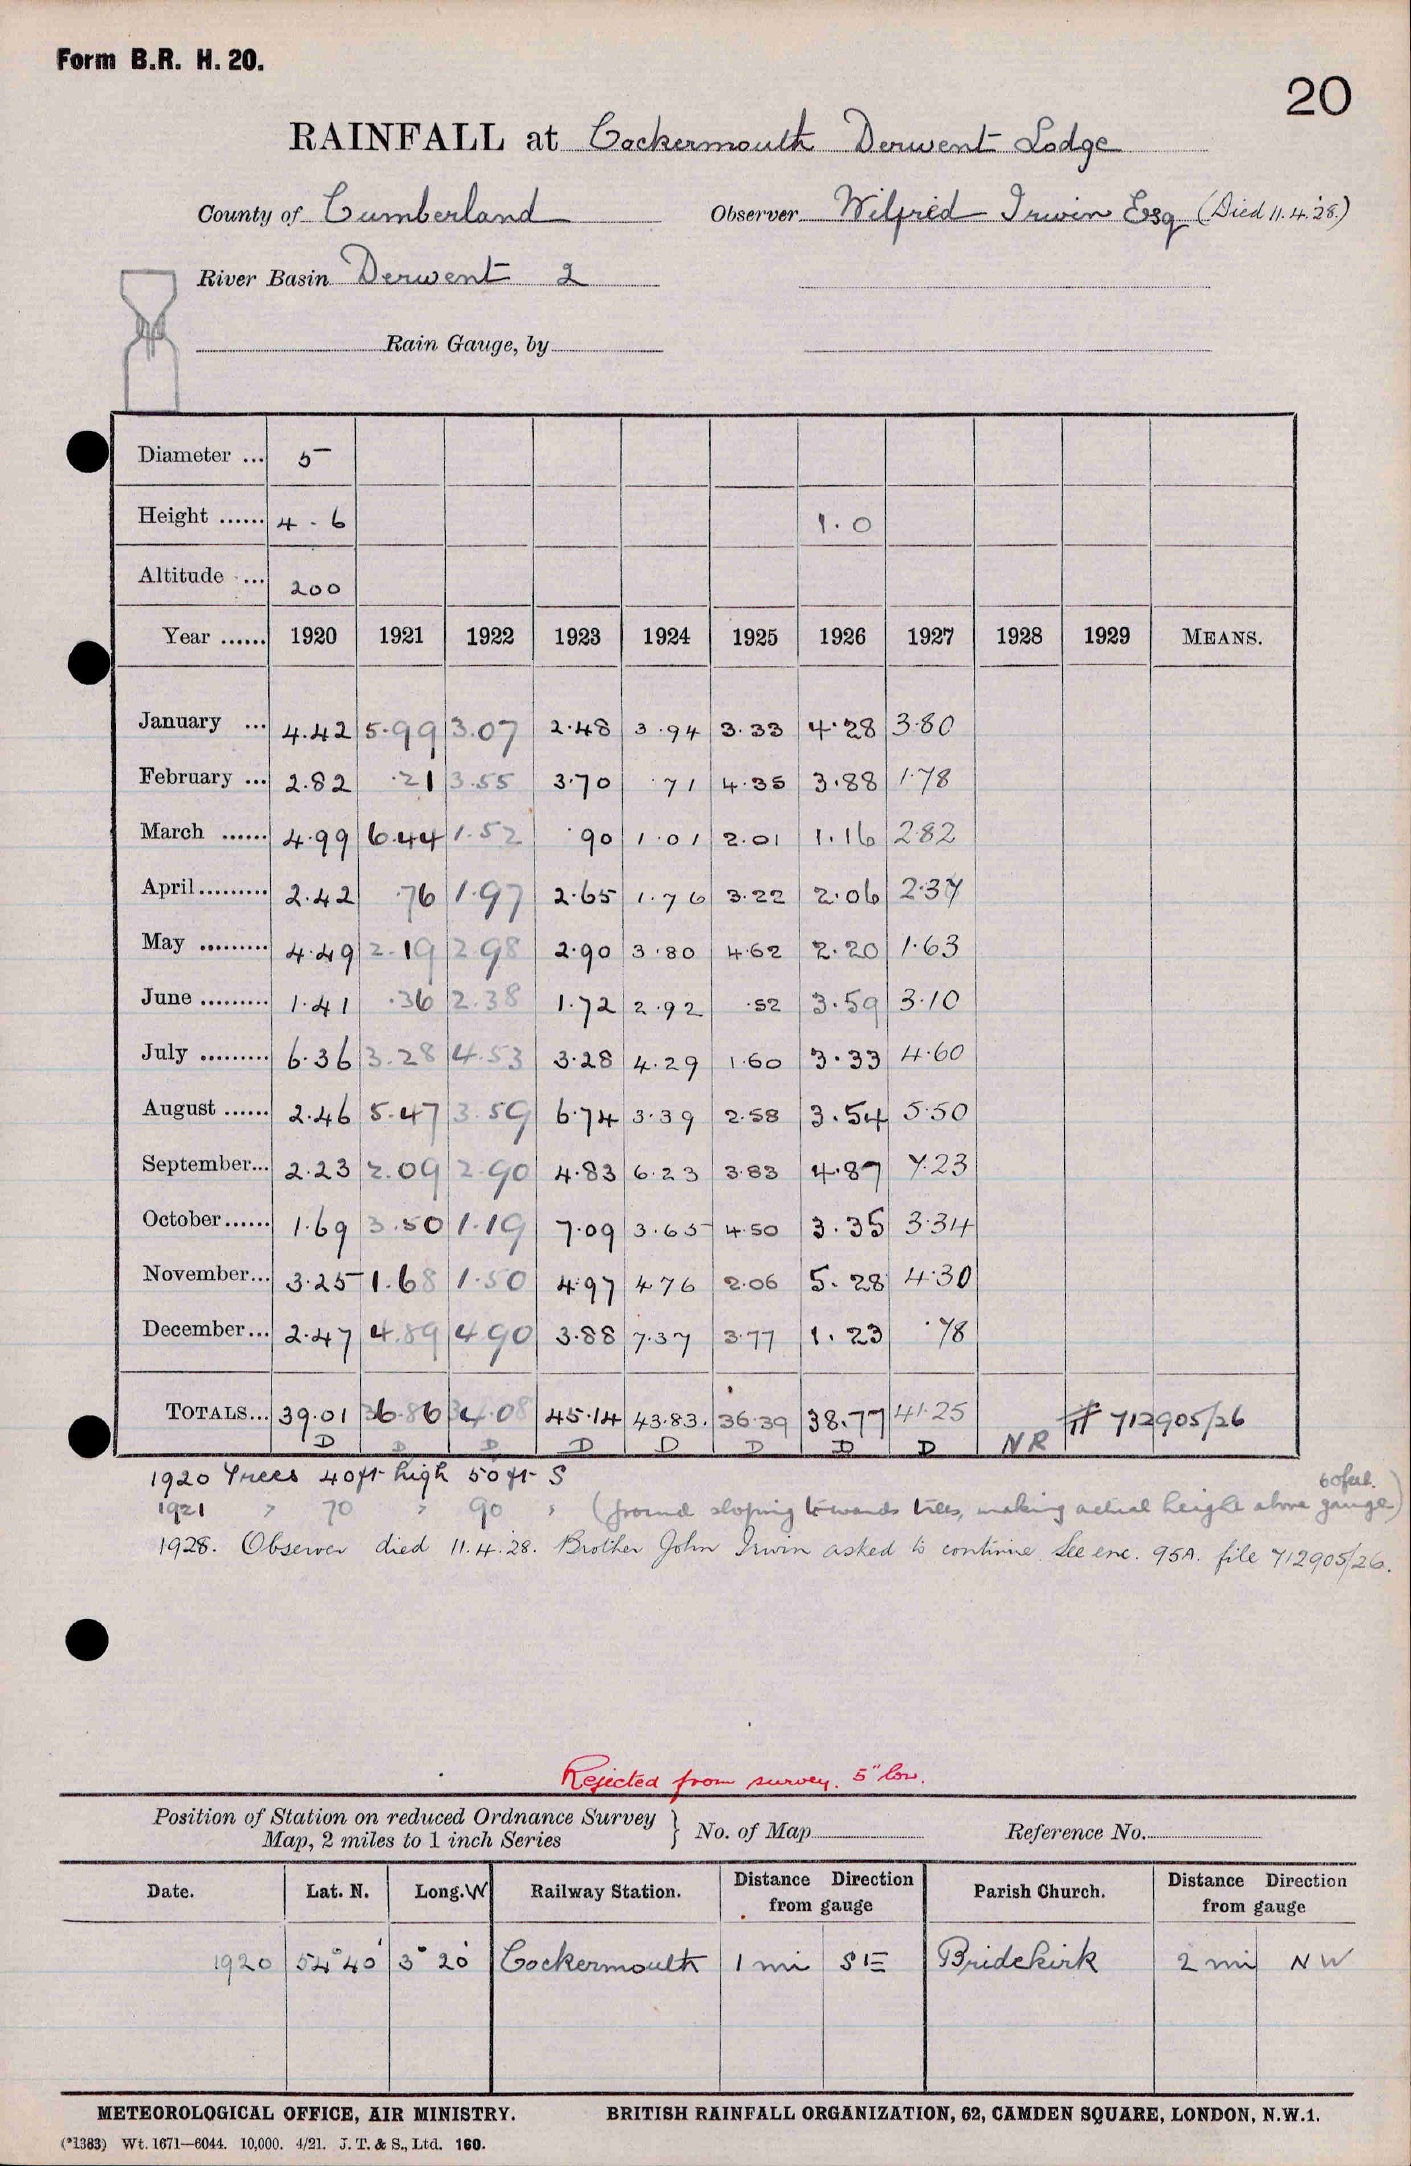 Form B.R. H. 20.
20
RAINFALL at Cockermouth Derwent Lodge
County of Cumberland Observer Wilfred Irwin Esq (Died 11.4.28.)
River Basin Derwent 2
Rain Gauge, by
Diameter ... 5
Height ...... 4 - 6 1.0
Altitude ... 200
Year ...... 1920 1921 1922 1923 1924 1925 1926 1927 1928 1929 MEANS.
January ... 4.42 5.99 3.07 2.48 3.94 3.33 4.28 3.80
February ... 2.82 .21 3.55 3.70 .71 4.35 3.88 1.78
March ...... 4.99 6.44 1.52 .90 1.01 2.01 1.16 2.82
April ......... 2.42 .76 1.97 2.65 1.76 3.22 2.06 2.37
May ......... 4.49 2.19 2.98 2.90 3.80 4.62 2.20 1.63
June ......... 1.41 .36 2.38 1.72 2.92 .52 3.59 3.10
July ......... 6.36 3.28 4.53 3.28 4.29 1.60 3.33 4.60
August ...... 2.46 5.47 3.59 6.74 3.39 2.58 3.54 5.50
September... 2.23 2.09 2.90 4.83 6.23 3.83 4.87 7.23
October...... 1.69 3.50 1.19 7.09 3.65 4.50 3.35 3.34
November... 3.25 1.68 1.50 4.97 4.76 2.06 5.28 4.30
December... 2.47 4.89 4.90 3.88 7.37 3.77 1.23 .78
TOTALS... 39.01 36.86 34.08 45.14 43.83. 36.39 38.77 41.25 712905/26
D D D D D D D D NR
1920 Trees 40ft high 50ft S
60 feet.
1921 " 70 " 90 " (ground sloping towards trees, making actual height above gauge)
1928. Observer died 11.4.28. Brother John Irwin asked to continue. See enc. 95A. file 712905/26.
Rejected from survey. 5" low.
Position of Station on reduced Ordnance Survey
Map, 2 miles to 1 inch Series } No. of Map Reference No.
Date. Lat. N. Long. W Railway Station. Distance Direction from gauge Parish Church. Distance Direction from gauge
1920 54° 40' 3° 20' Cockermouth 1 mi SE Bridekirk 2 mi NW
METEOROLOGICAL OFFICE, AIR MINISTRY. BRITISH RAINFALL ORGANIZATION, 62, CAMDEN SQUARE, LONDON, N.W.1.
(*1383) Wt. 1671—6044. 10,000. 4/21. J. T. & S., Ltd. 160.